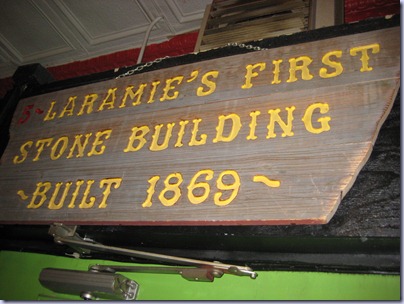 ~LARAMIE'S FIRST
STONE BUILDING
~BUILT 1869~